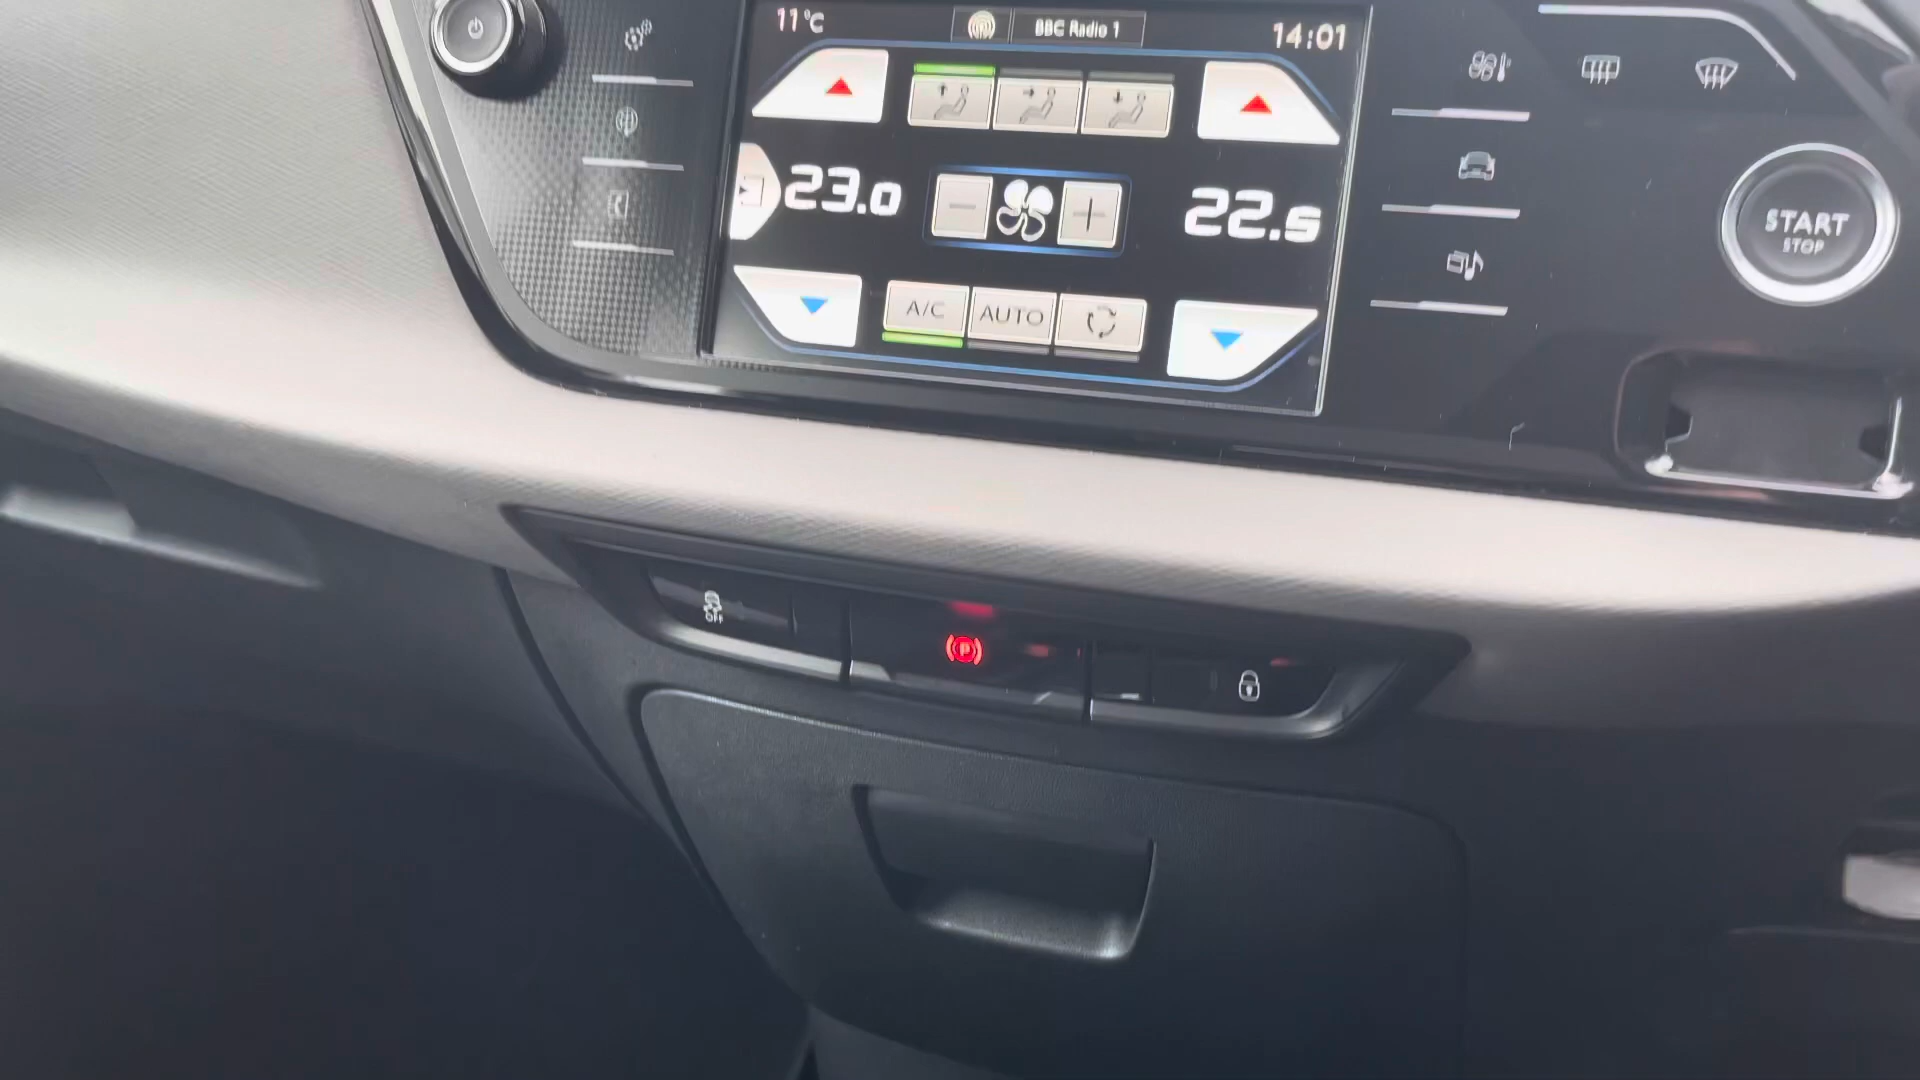 11°C
BBC Radio 1
14:01
23.0
22.5
START
STOP
A/C
AUTO
OFF
P